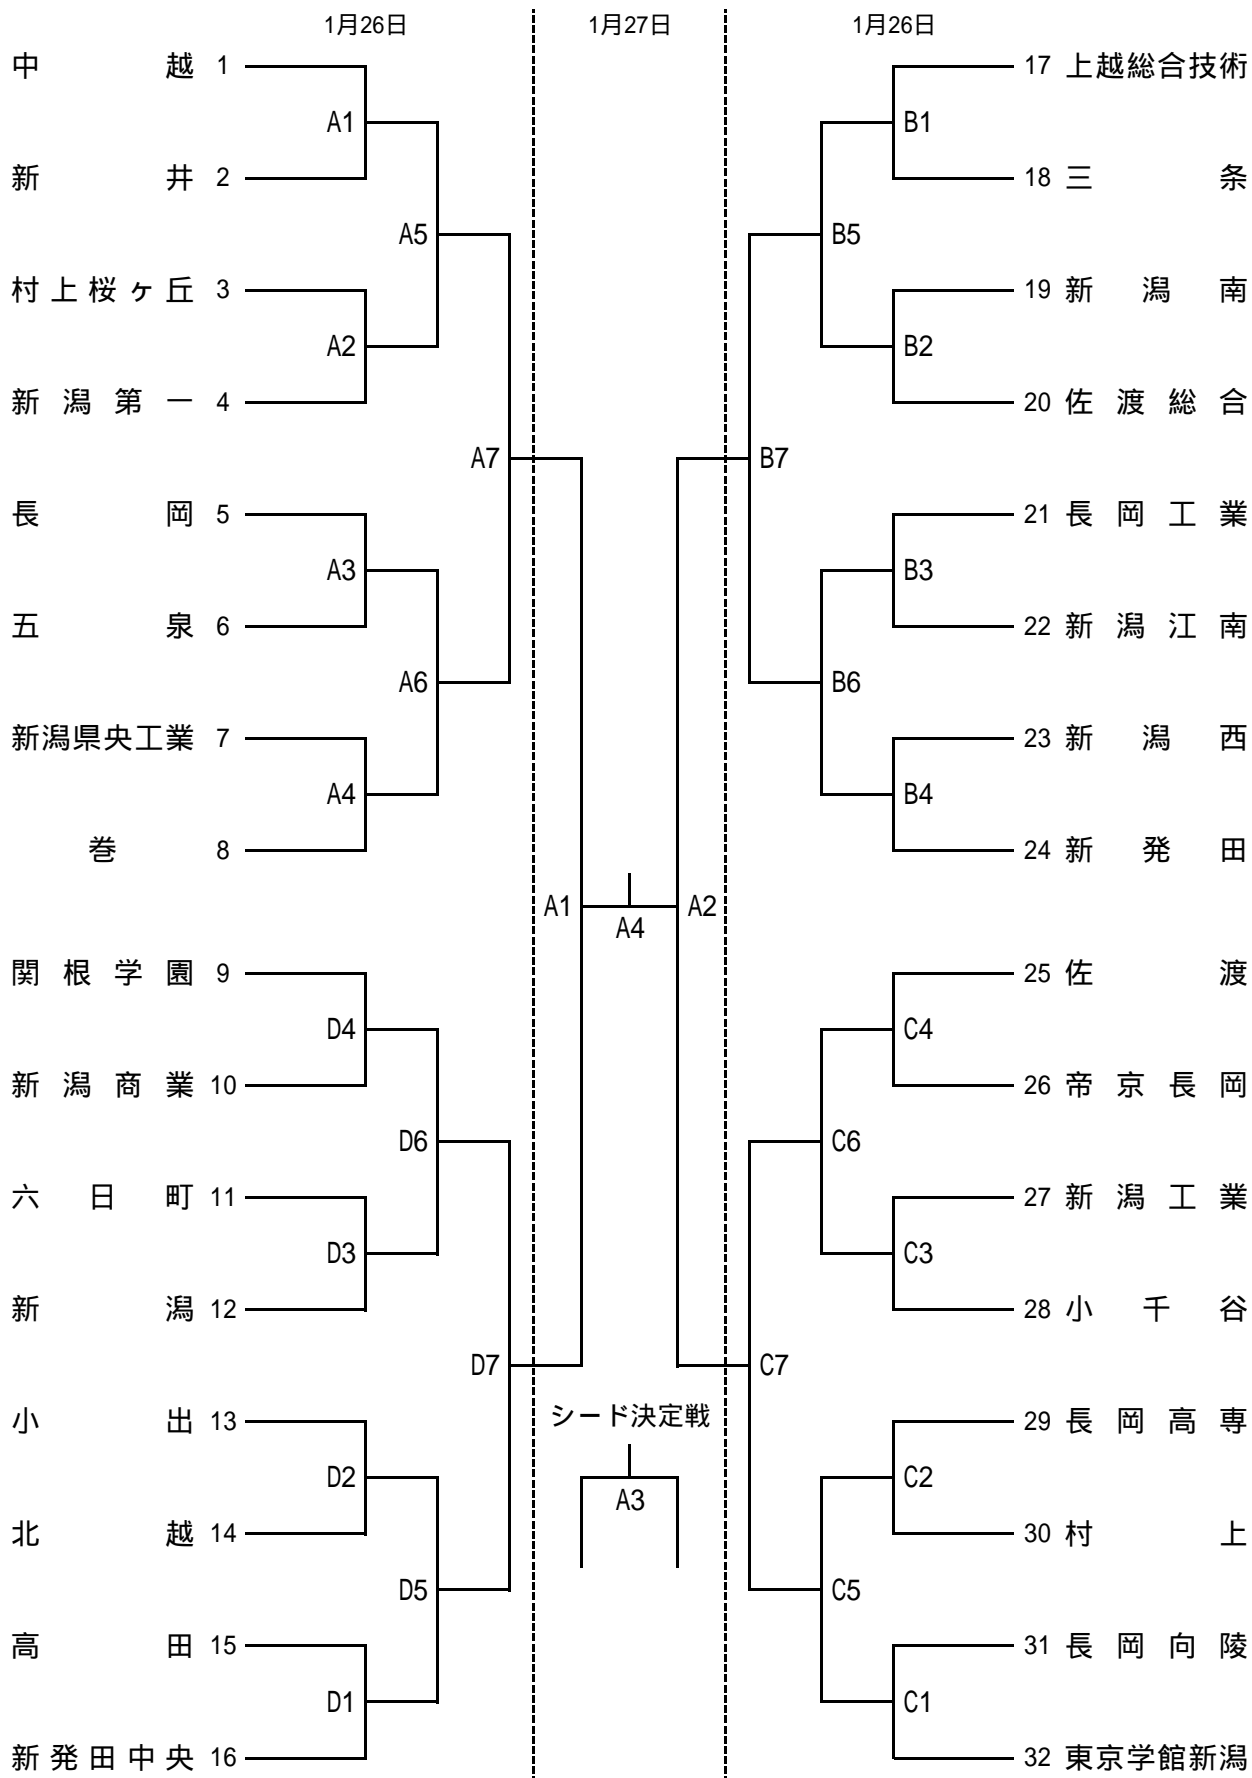 1月26日 1月27日 1月26日
中越 1
A1
新井 2
A5
村上桜ヶ丘 3
A2
新潟第一 4
A7
長岡 5
A3
五泉 6
A6
新潟県央工業 7
A4
巻 8
関根学園 9
D4
新潟商業 10
D6
六日町 11
D3
新潟 12
D7
小出 13
D2
北越 14
D5
高田 15
D1
新発田中央 16
A1
A4
A2
シード決定戦
A3
17 上越総合技術
B1
18 三条
B5
19 新潟南
B2
20 佐渡総合
B7
21 長岡工業
B3
22 新潟江南
B6
23 新潟西
B4
24 新発田
25 佐渡
C4
26 帝京長岡
C6
27 新潟工業
C3
28 小千谷
C7
29 長岡高専
C2
30 村上
C5
31 長岡向陵
C1
32 東京学館新潟